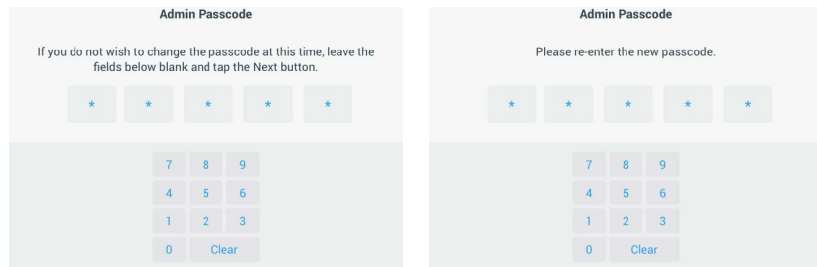 Admin Passcode
If you do not wish to change the passcode at this time, leave the
fields below blank and tap the Next button.
* * * * *
7 8 9
4 5 6
1 2 3
0 Clear
Admin Passcode
Please re-enter the new passcode.
* * * * *
7 8 9
4 5 6
1 2 3
0 Clear